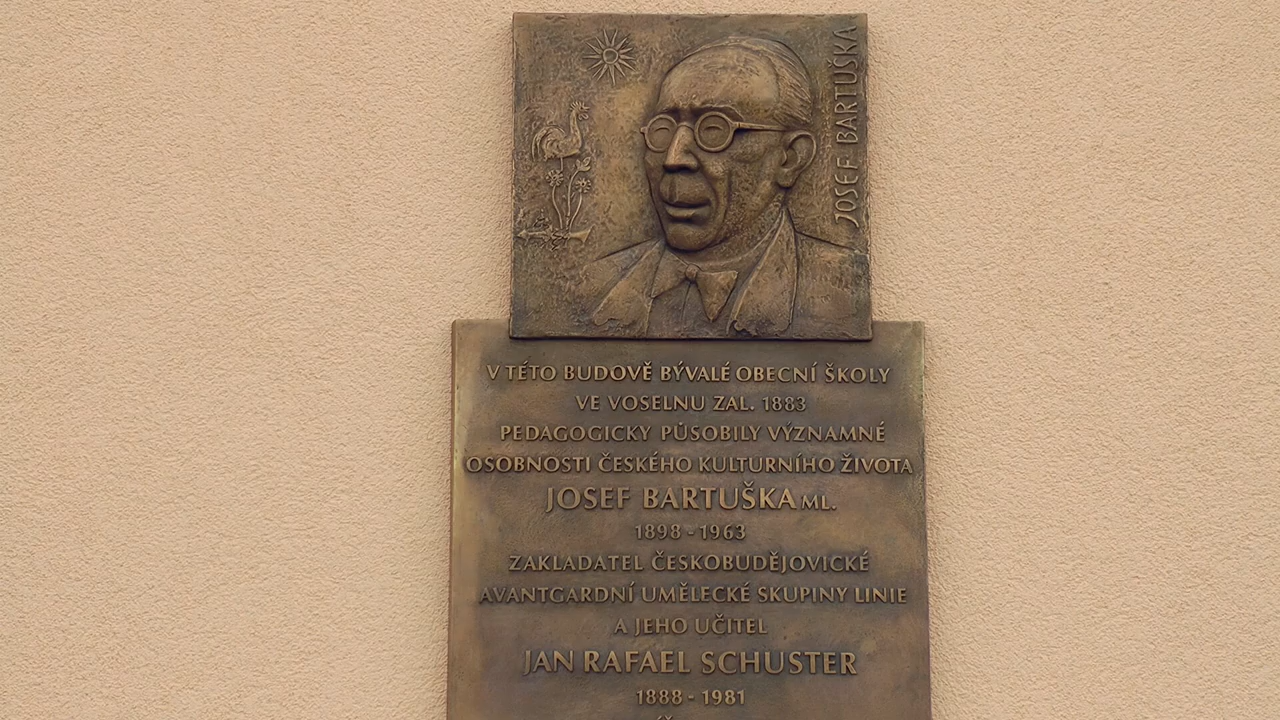 JOSEF BARTUŠKA
V TÉTO BUDOVĚ BÝVALÉ OBECNÍ ŠKOLY
VE VOSELNU ZAL. 1883
PEDAGOGICKY PŮSOBILY VÝZNAMNÉ
OSOBNOSTI ČESKÉHO KULTURNÍHO ŽIVOTA
JOSEF BARTUŠKA ML.
1898 - 1963
ZAKLADATEL ČESKOBUDĚJOVICKÉ
AVANTGARDNÍ UMĚLECKÉ SKUPINY LINIE
A JEHO UČITEL
JAN RAFAEL SCHUSTER
1888 - 1981